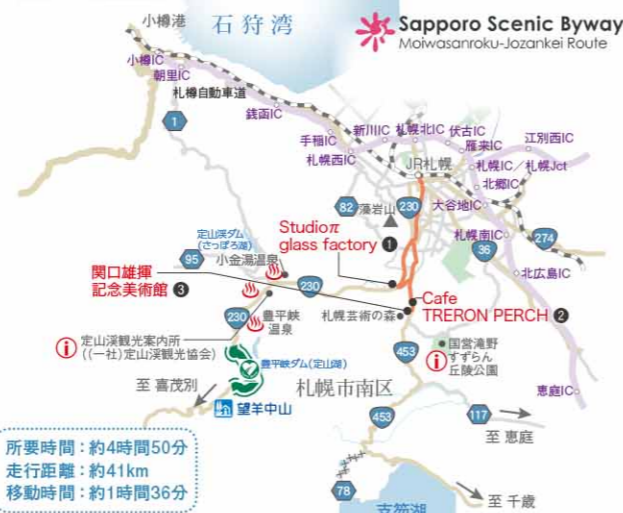 小樽港
石狩湾
Sapporo Scenic Byway
Moiwasanroku-Jozankei Route
小樽IC
朝里IC
札樽自動車道
銭函IC
1
手稲IC
新川IC
札幌北IC
伏古IC
雁来IC
江別西IC
札幌西IC
JR札幌
札幌IC/札幌Jct
北郷IC
82
藻岩山
230
大谷地IC
札幌南IC
36
274
定山渓ダム
(さっぽろ湖)
95
小金湯温泉
Studioπ
glass factory 1
北広島IC
関口雄揮
記念美術館 3
230
Cafe
TRERON PERCH 2
札幌芸術の森
230
豊平峡
温泉
定山渓観光案内所
((一社)定山渓観光協会)
453
国営滝野
すずらん
丘陵公園
豊平峡ダム(定山湖)
札幌市南区
恵庭IC
至 喜茂別
望羊中山
453
117
至 恵庭
所要時間:約4時間50分
走行距離:約41km
移動時間:約1時間36分
78
支笏湖
至 千歳